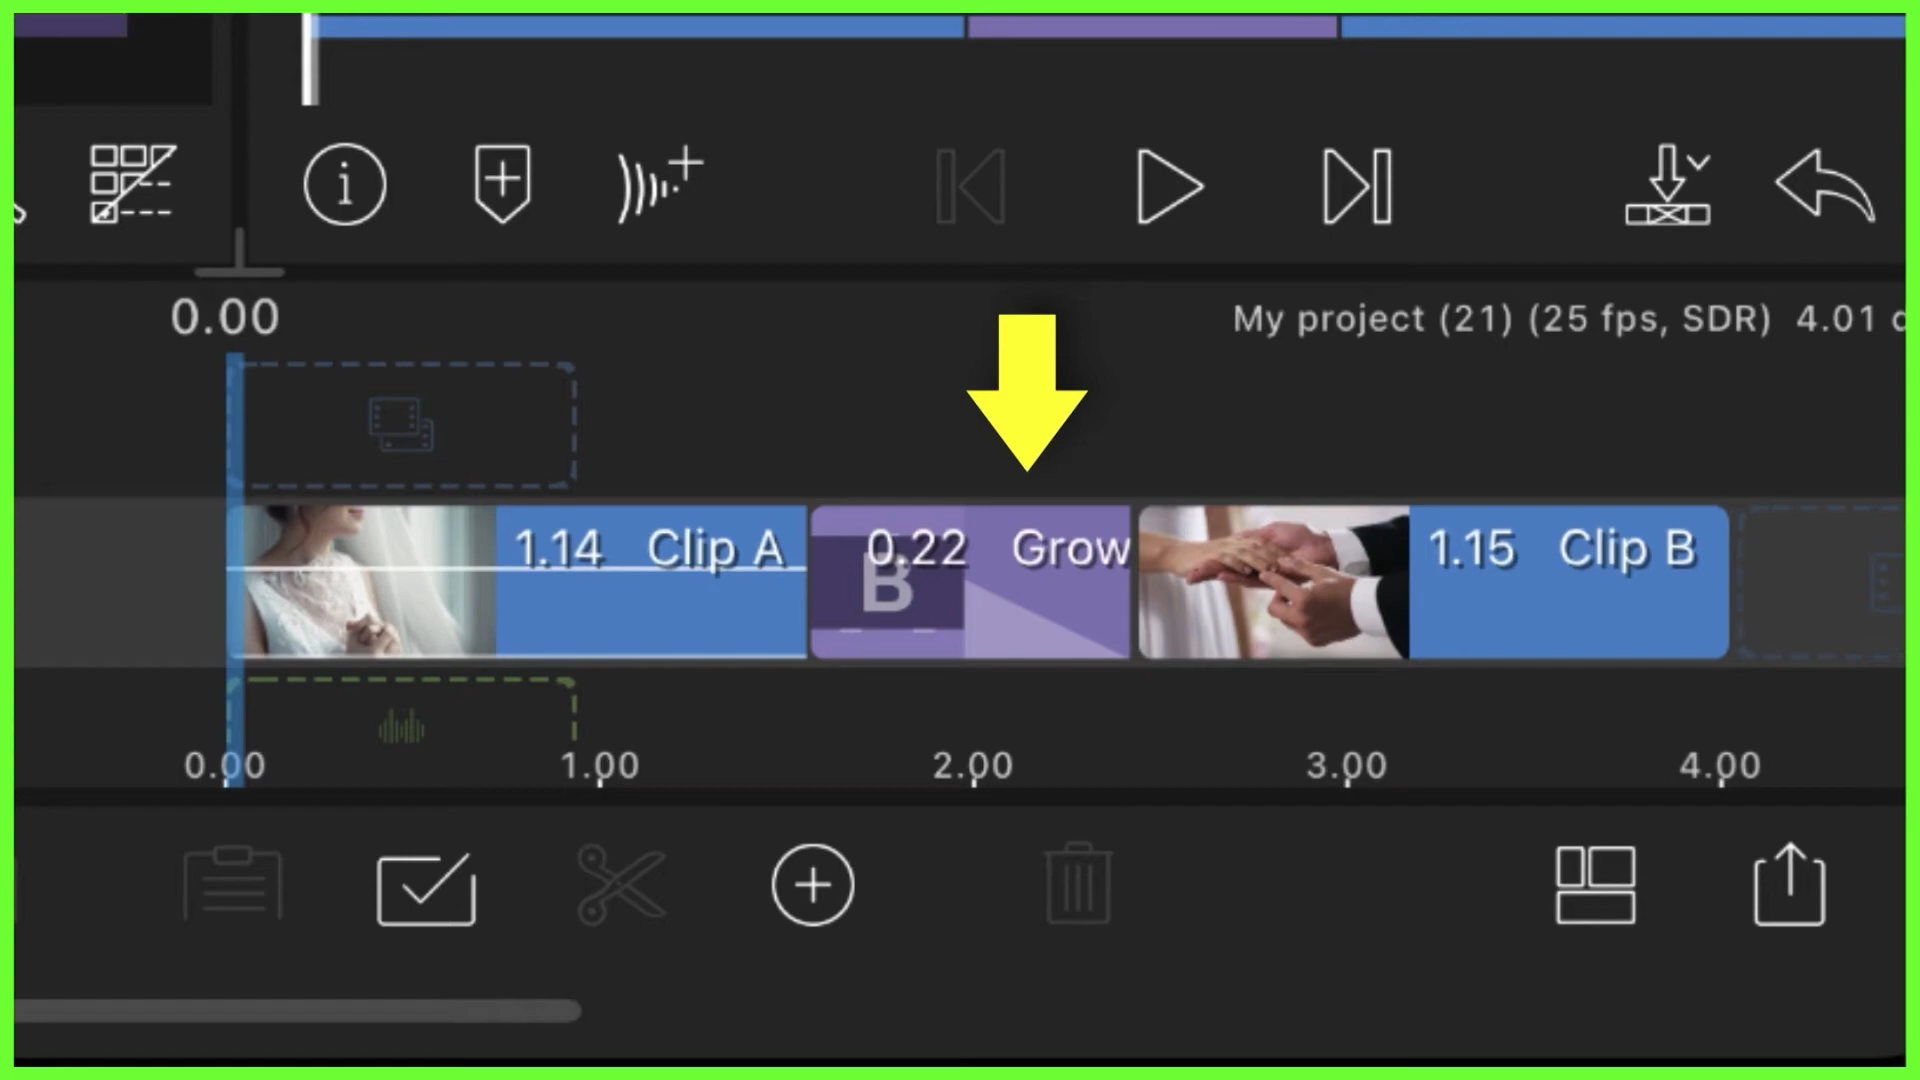 0.00
My project (21) (25 fps, SDR) 4.01
1.14 Clip A
0.22 Grow
B
1.15 Clip B
0.00 1.00 2.00 3.00 4.00